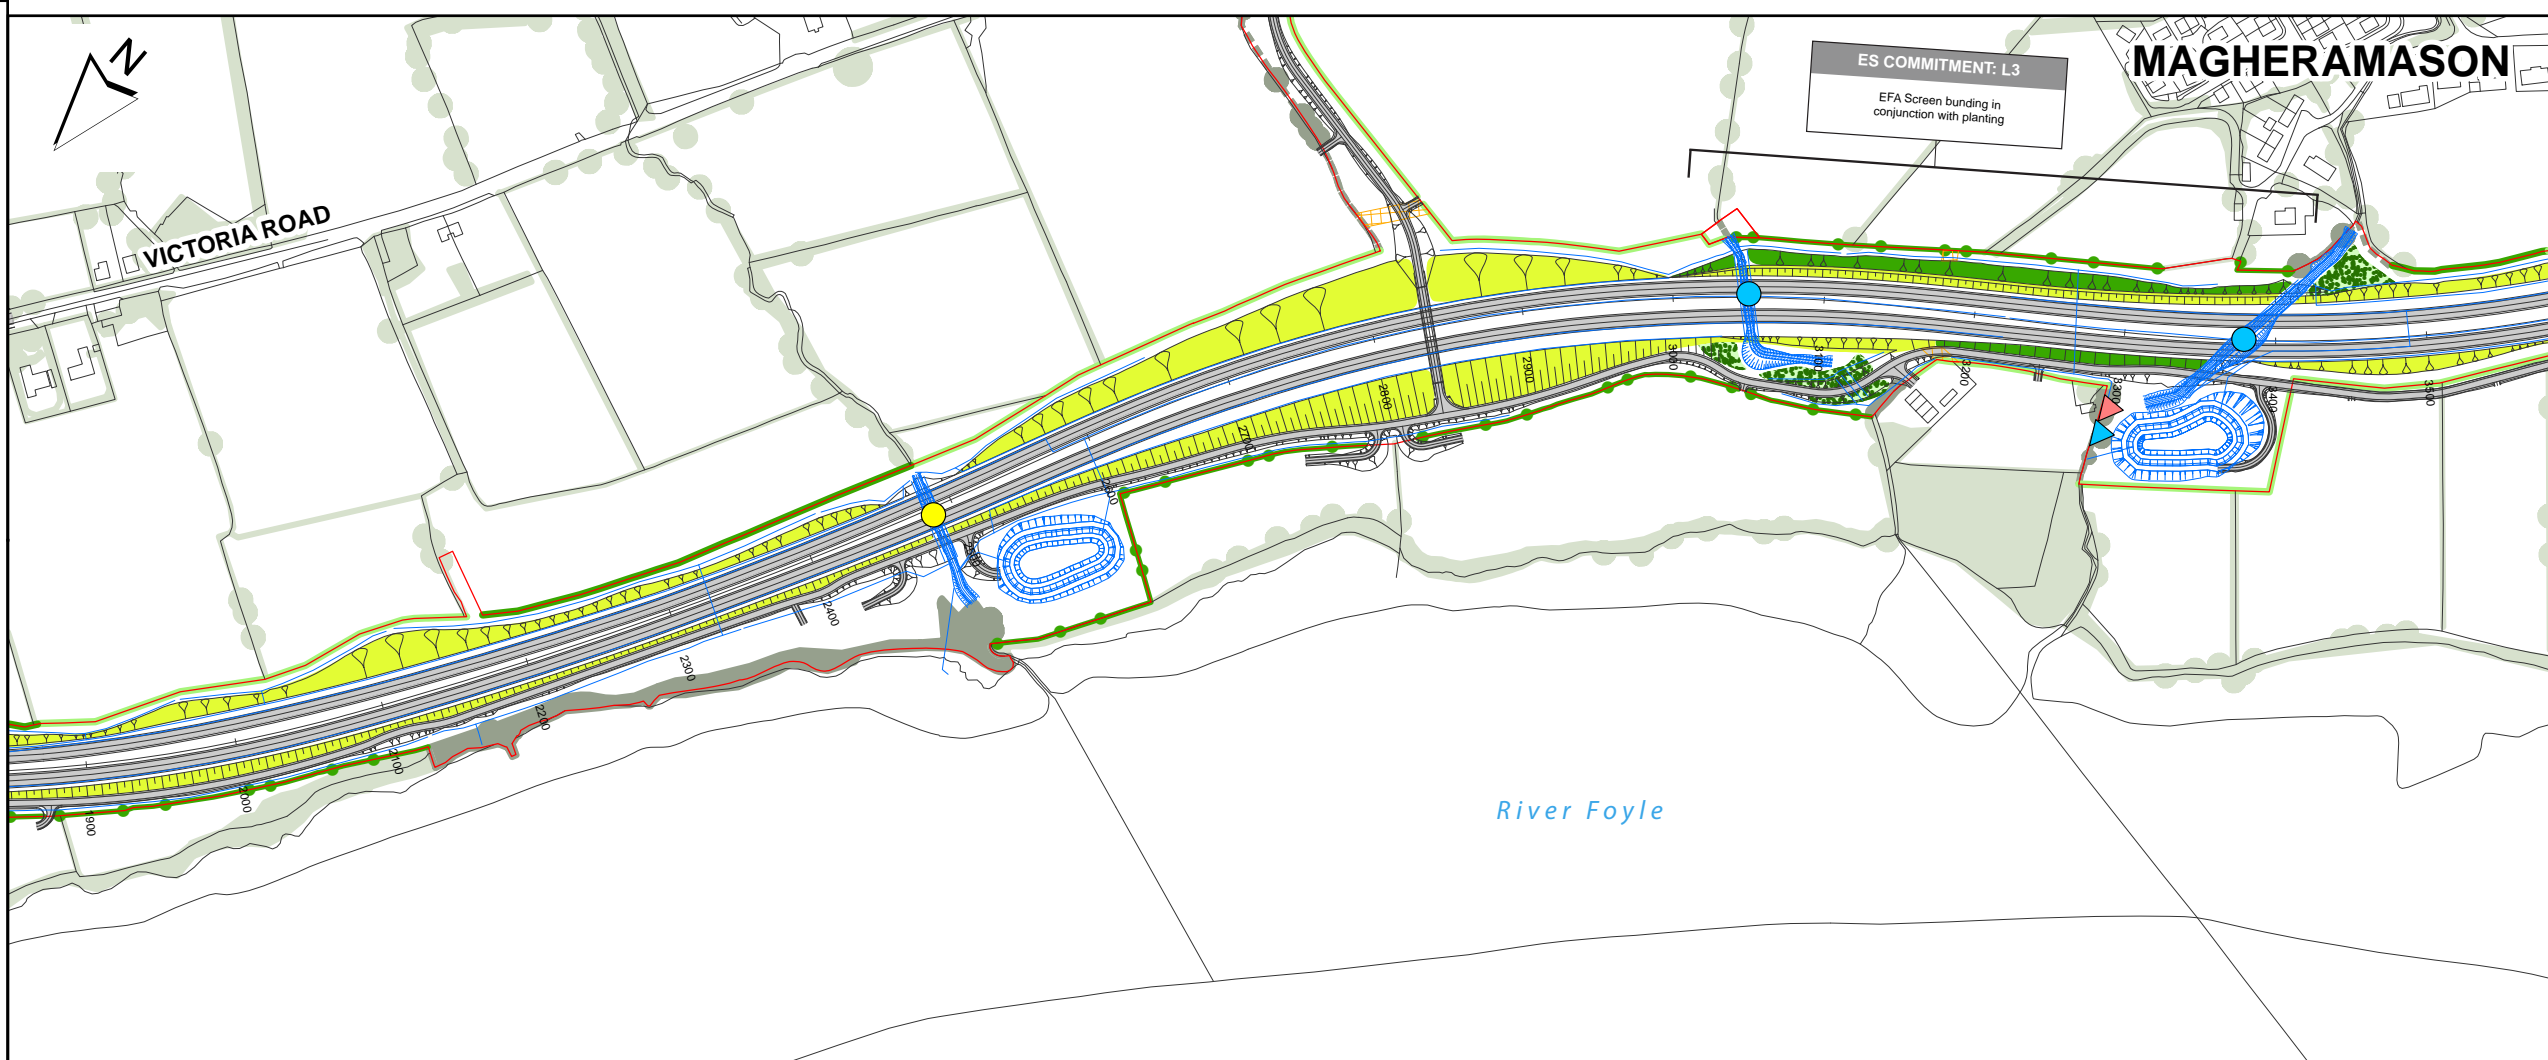 N
MAGHERAMASON
ES COMMITMENT: L3
EFA Screen bunding in
conjunction with planting
VICTORIA ROAD
1900
2000
2100
2200
2300
2400
2500
2600
2700
2800
2900
3000
3100
3200
3300
3400
3500
River Foyle